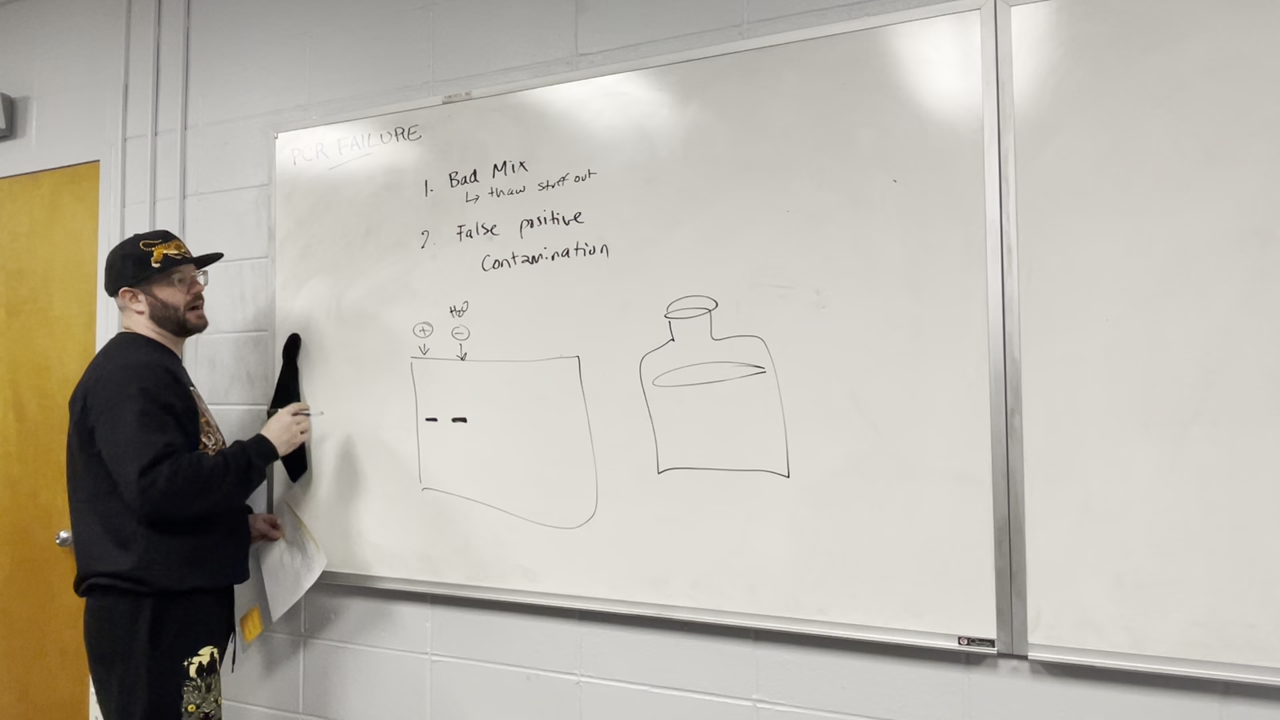 PCR FAILURE
1. Bad Mix
↳ thaw stuff out
2. False positive
Contamination
H2O
+ -